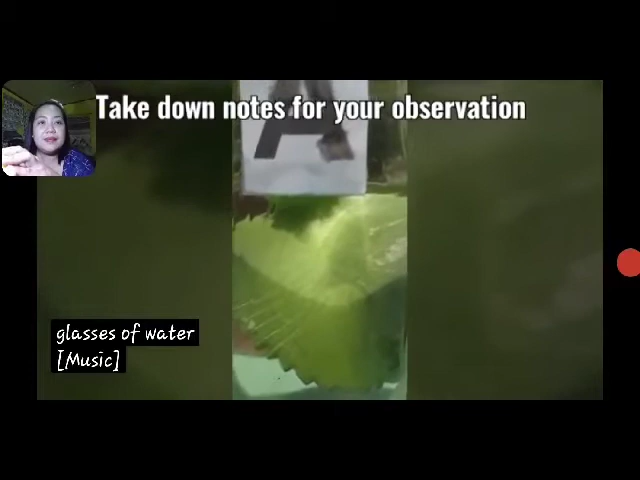 Take down notes for your observation
A
glasses of water
[Music]